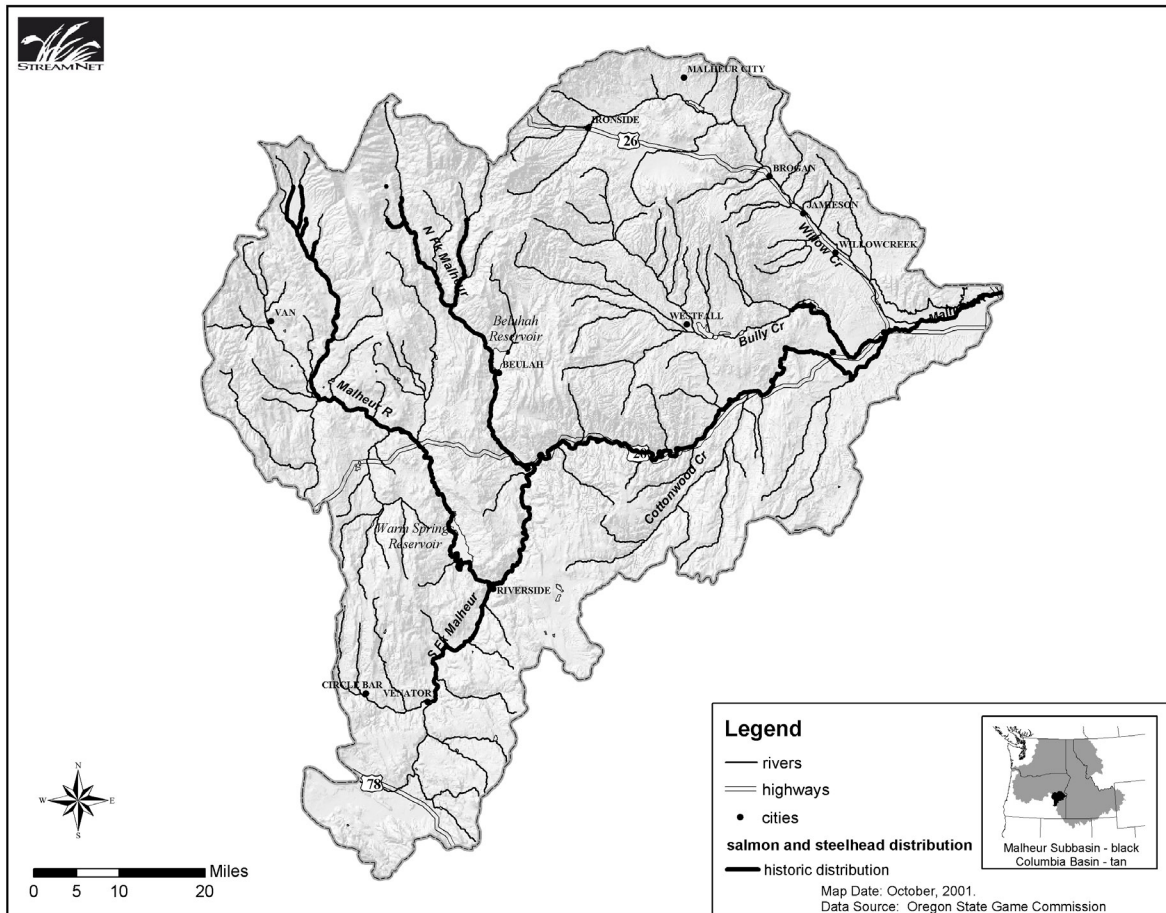 STREAMNET
MALHEUR CITY
IRONSIDE
26
BROGAN
JAMIESON
Willow Cr
WILLOWCREEK
N Fk Malheur
VAN
Beluhah
Reservoir
WESTFALL
Bully Cr
BEULAH
Malheur R
20
Cottonwood Cr
Warm Springs
Reservoir
RIVERSIDE
S Fk Malheur
CIRCLE BAR
VENATOR
78
N
W
E
S
Miles
0 5 10 20
Legend
rivers
highways
cities
salmon and steelhead distribution
historic distribution
Malheur Subbasin - black
Columbia Basin - tan
Map Date: October, 2001.
Data Source: Oregon State Game Commission